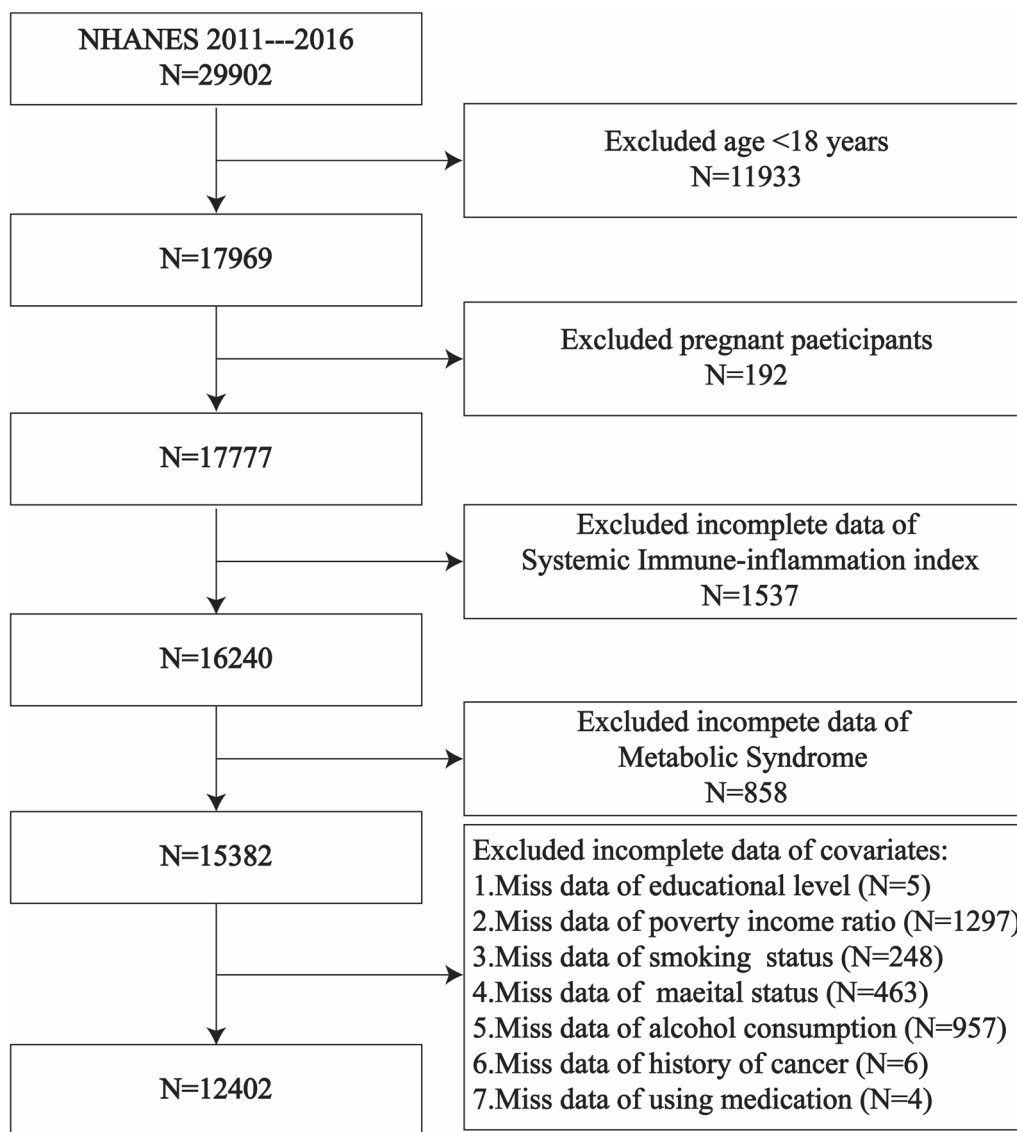 NHANES 2011---2016
N=29902
Excluded age <18 years
N=11933
N=17969
Excluded pregnant paeticipants
N=192
N=17777
Excluded incomplete data of
Systemic Immune-inflammation index
N=1537
N=16240
Excluded incompete data of
Metabolic Syndrome
N=858
N=15382
Excluded incomplete data of covariates:
1.Miss data of educational level (N=5)
2.Miss data of poverty income ratio (N=1297)
3.Miss data of smoking  status (N=248)
4.Miss data of  maeital status (N=463)
5.Miss data of alcohol consumption (N=957)
6.Miss data of history of cancer (N=6)
7.Miss data of using medication (N=4)
N=12402